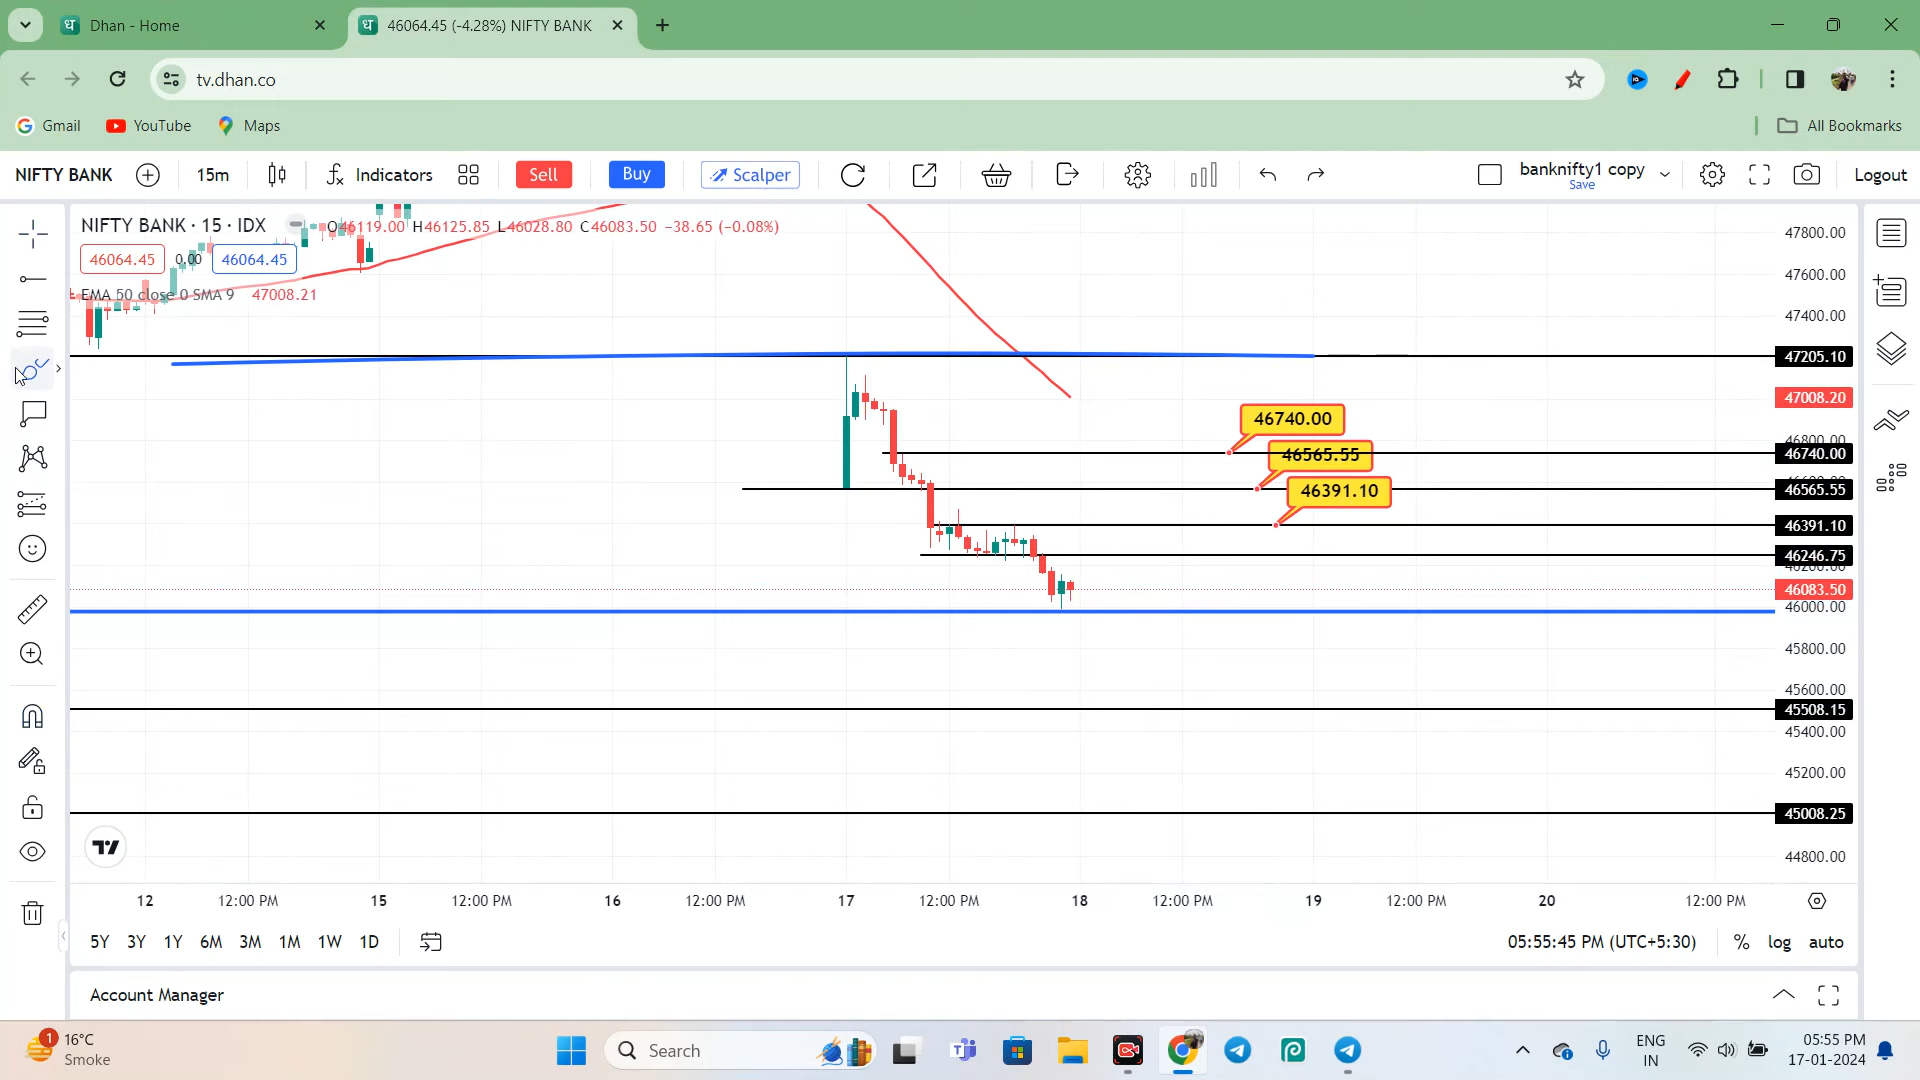 Dhan - Home
46064.45 (-4.28%) NIFTY BANK
tv.dhan.co
Gmail YouTube Maps All Bookmarks
NIFTY BANK 15m Indicators Sell Buy Scalper banknifty1 copy Save Logout
NIFTY BANK · 15 · IDX O46119.00 H46125.85 L46028.80 C46083.50 −38.65 (−0.08%)
46064.45 0.00 46064.45
EMA 50 close 0 SMA 9 47008.21
47800.00
47600.00
47400.00
47205.10
47008.20
46740.00
46800.00
46740.00
46565.55
46565.55
46391.10
46391.10
46246.75
46200.00
46083.50
46000.00
45800.00
45600.00
45508.15
45400.00
45200.00
45008.25
44800.00
12 12:00 PM 15 12:00 PM 16 12:00 PM 17 12:00 PM 18 12:00 PM 19 12:00 PM 20 12:00 PM
5Y 3Y 1Y 6M 3M 1M 1W 1D 05:55:45 PM (UTC+5:30) % log auto
Account Manager
1 16°C
Smoke
Search
ENG
IN
05:55 PM
17-01-2024